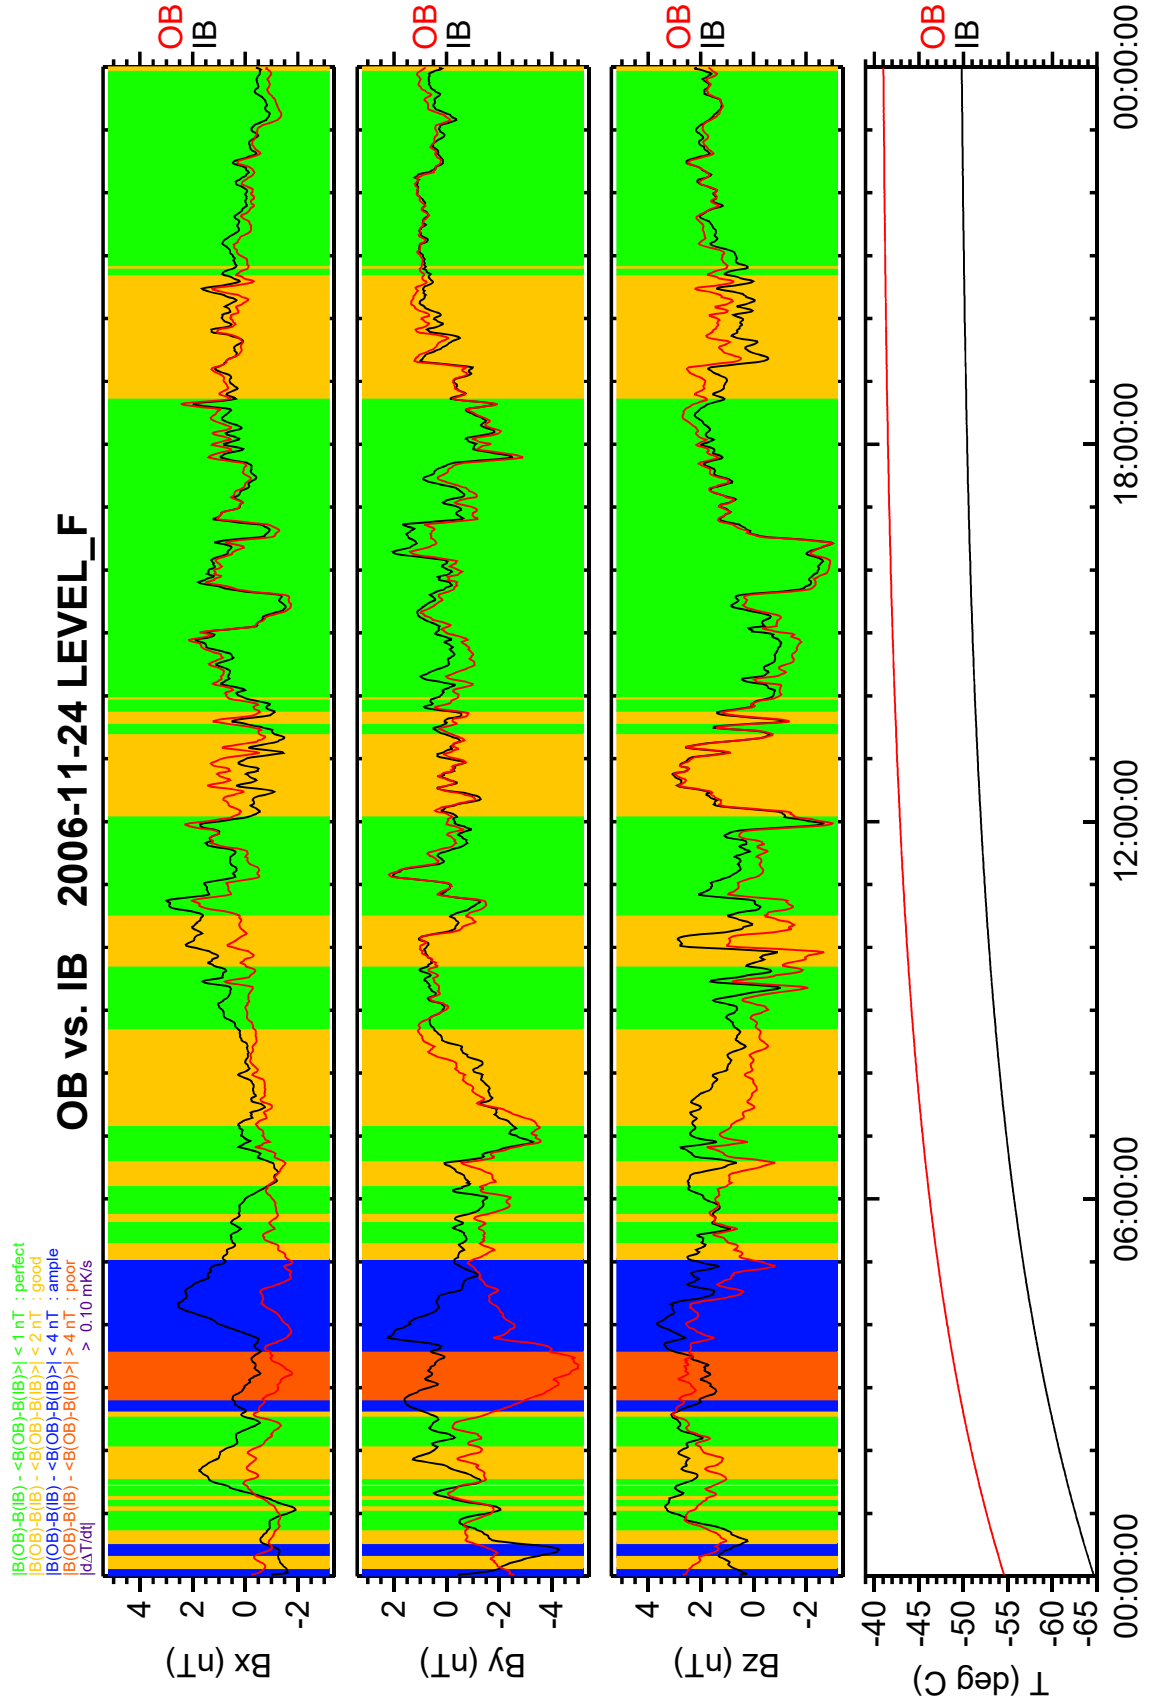 OB vs. IB 2006-11-24 LEVEL_F
|B(OB)-B(IB) - <B(OB)-B(IB)>| < 1 nT : perfect
|B(OB)-B(IB) - <B(OB)-B(IB)>| < 2 nT : good
|B(OB)-B(IB) - <B(OB)-B(IB)>| < 4 nT : ample
|B(OB)-B(IB) - <B(OB)-B(IB)>| > 4 nT : poor
|dΔT/dt| > 0.10 mK/s
Bx (nT)
4
2
0
-2
OB
IB
By (nT)
2
0
-2
-4
OB
IB
Bz (nT)
4
2
0
-2
OB
IB
T (deg C)
-40
-45
-50
-55
-60
-65
OB
IB
00:00:00 06:00:00 12:00:00 18:00:00 00:00:00